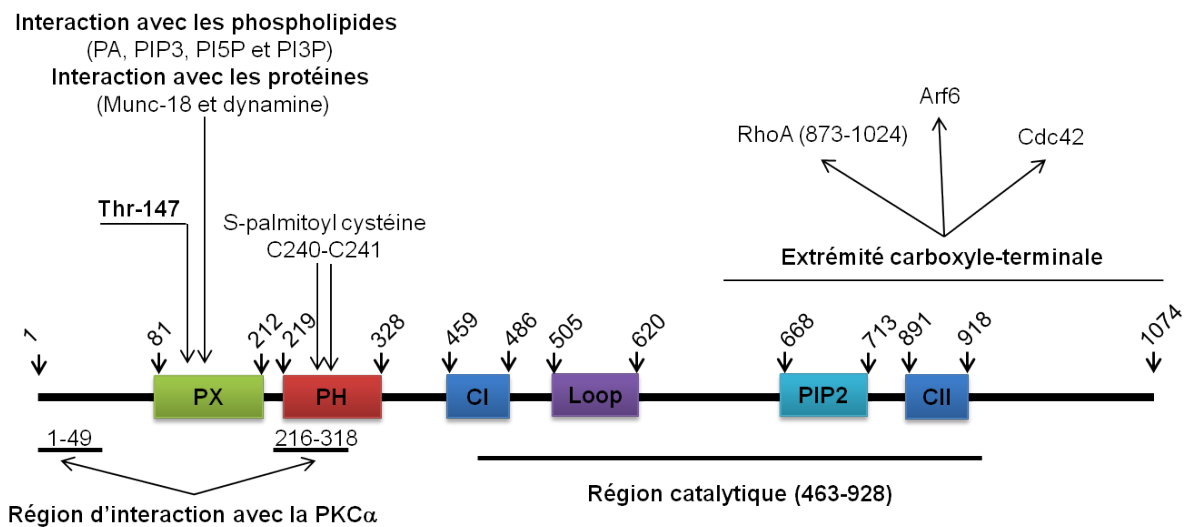 Interaction avec les phospholipides
(PA, PIP3, PI5P et PI3P)
Interaction avec les protéines
(Munc-18 et dynamine)
Arf6
RhoA (873-1024)
Cdc42
Thr-147
S-palmitoyl cystéine
C240-C241
Extrémité carboxyle-terminale
1
81
212
219
328
459
486
505
620
668
713
891
918
1074
PX
PH
CI
Loop
PIP2
CII
1-49
216-318
Région catalytique (463-928)
Région d’interaction avec la PKCα